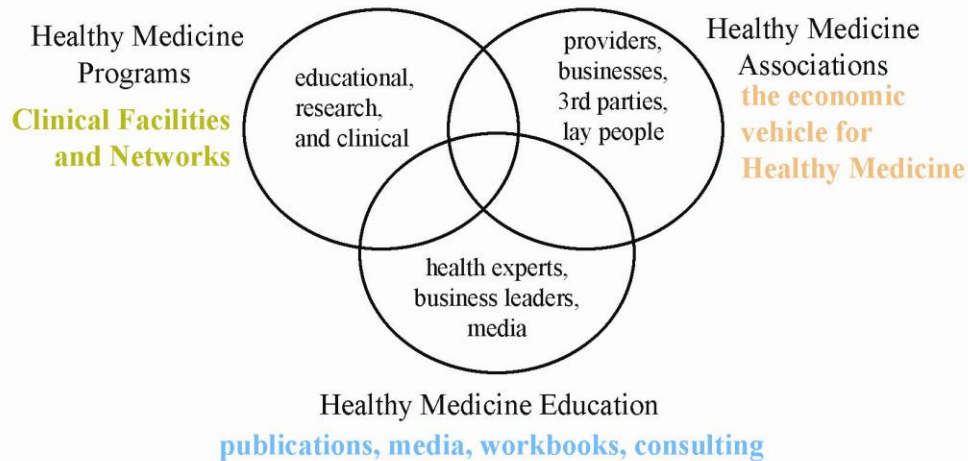 Healthy Medicine
Programs
Clinical Facilities
and Networks
educational,
research,
and clinical
providers,
businesses,
3rd parties,
lay people
Healthy Medicine
Associations
the economic
vehicle for
Healthy Medicine
health experts,
business leaders,
media
Healthy Medicine Education
publications, media, workbooks, consulting